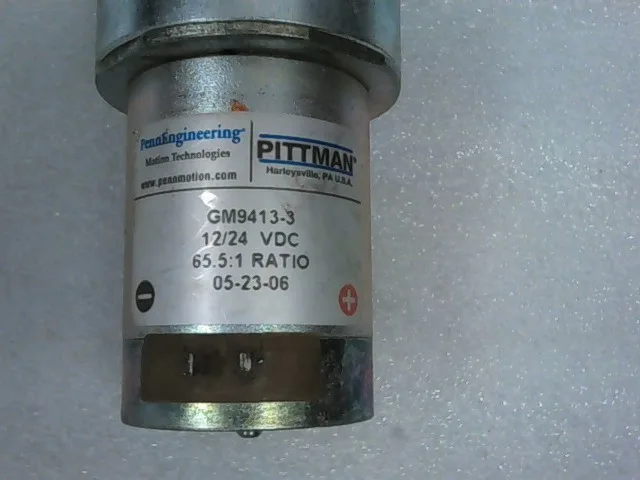 PennEngineering®
Motion Technologies
www.pennmotion.com
PITTMAN®
Harleysville, PA U.S.A.
GM9413-3
12/24 VDC
65.5:1 RATIO
05-23-06
- +